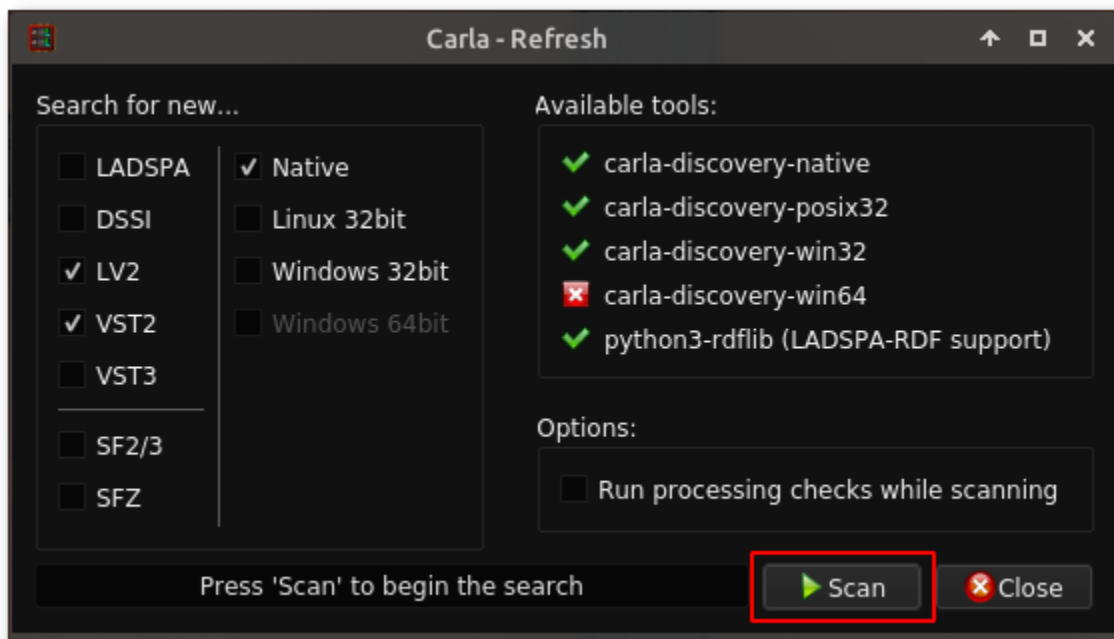 Carla - Refresh
Search for new...
LADSPA
DSSI
LV2
VST2
VST3
SF2/3
SFZ
Native
Linux 32bit
Windows 32bit
Windows 64bit
Available tools:
carla-discovery-native
carla-discovery-posix32
carla-discovery-win32
carla-discovery-win64
python3-rdflib (LADSPA-RDF support)
Options:
Run processing checks while scanning
Press 'Scan' to begin the search
Scan
Close